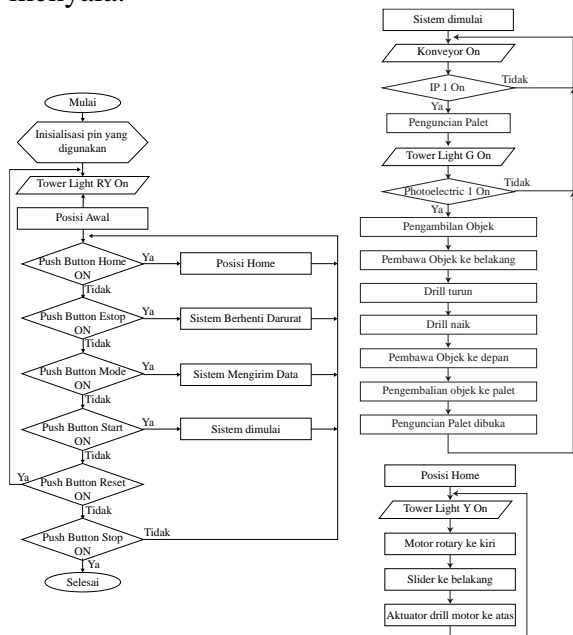 Mulai
Inisialisasi pin yang
digunakan
Tower Light RY On
Posisi Awal
Push Button Home
ON
Ya
Posisi Home
Tidak
Push Button Estop
ON
Ya
Sistem Berhenti Darurat
Tidak
Push Button Mode
ON
Ya
Sistem Mengirim Data
Tidak
Push Button Start
ON
Ya
Sistem dimulai
Tidak
Ya
Push Button Reset
ON
Tidak
Push Button Stop
ON
Tidak
Ya
Selesai
Sistem dimulai
Konveyor On
IP 1 On
Tidak
Ya
Penguncian Palet
Tower Light G On
Photoelectric 1 On
Tidak
Ya
Pengambilan Objek
Pembawa Objek ke belakang
Drill turun
Drill naik
Pembawa Objek ke depan
Pengembalian objek ke palet
Penguncian Palet dibuka
Posisi Home
Tower Light Y On
Motor rotary ke kiri
Slider ke belakang
Aktuator drill motor ke atas